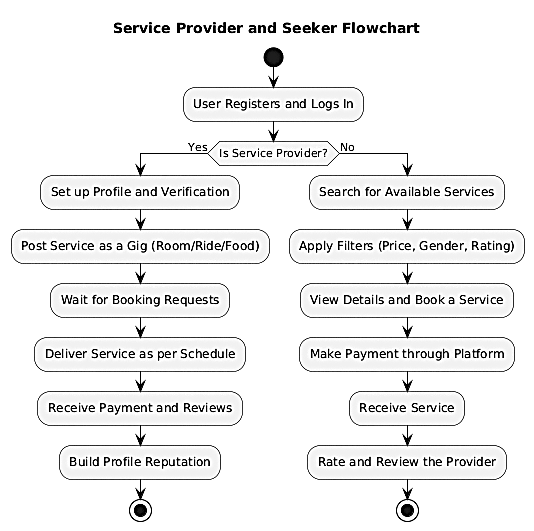 Service Provider and Seeker Flowchart
User Registers and Logs In
Is Service Provider?
Yes
Set up Profile and Verification
Post Service as a Gig (Room/Ride/Food)
Wait for Booking Requests
Deliver Service as per Schedule
Receive Payment and Reviews
Build Profile Reputation
No
Search for Available Services
Apply Filters (Price, Gender, Rating)
View Details and Book a Service
Make Payment through Platform
Receive Service
Rate and Review the Provider